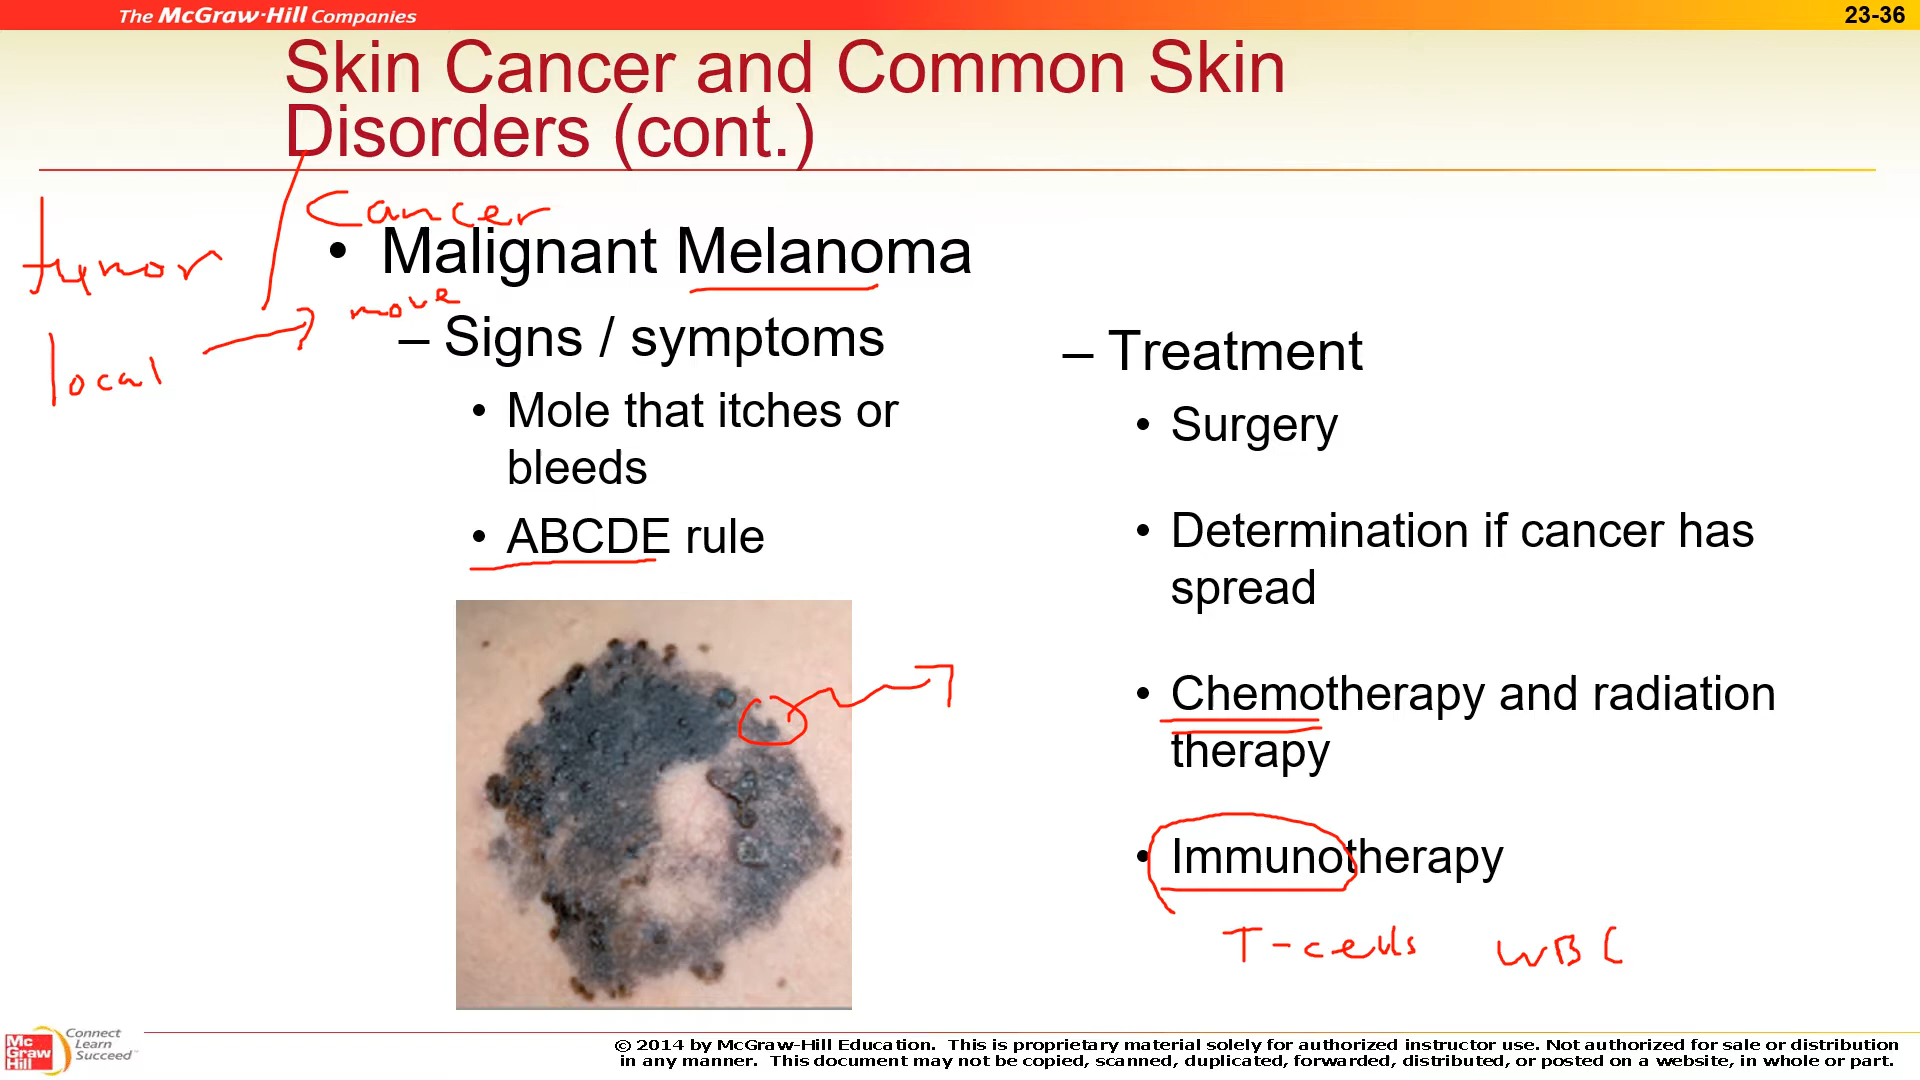 The McGraw-Hill Companies
23-36
Skin Cancer and Common Skin
Disorders (cont.)
tumor
Cancer
• Malignant Melanoma
local
move
– Signs / symptoms
• Mole that itches or
bleeds
• ABCDE rule
– Treatment
• Surgery
• Determination if cancer has
spread
• Chemotherapy and radiation
therapy
• Immunotherapy
T-cells WBC
Mc
Graw
Hill
Connect
Learn
Succeed™
© 2014 by McGraw-Hill Education. This is proprietary material solely for authorized instructor use. Not authorized for sale or distribution
in any manner. This document may not be copied, scanned, duplicated, forwarded, distributed, or posted on a website, in whole or part.